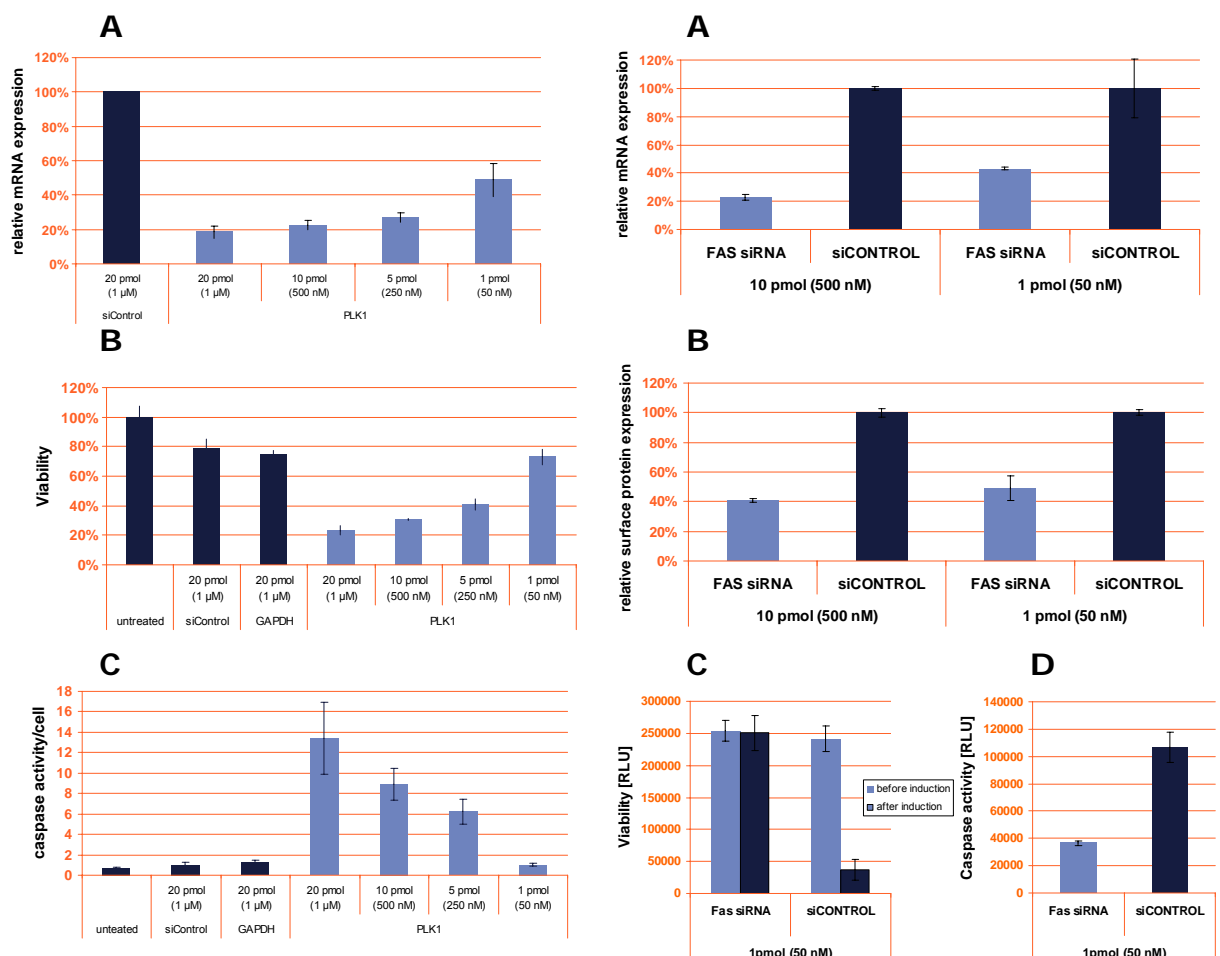 A
relative mRNA expression
120%
100%
80%
60%
40%
20%
0%
20 pmol 20 pmol 10 pmol 5 pmol 1 pmol
(1 µM) (1 µM) (500 nM) (250 nM) (50 nM)
siControl PLK1
B
Viability
120%
100%
80%
60%
40%
20%
0%
20 pmol 20 pmol 20 pmol 10 pmol 5 pmol 1 pmol
(1 µM) (1 µM) (1 µM) (500 nM) (250 nM) (50 nM)
untreated siControl GAPDH PLK1
C
caspase activity/cell
18
16
14
12
10
8
6
4
2
0
20 pmol 20 pmol 20 pmol 10 pmol 5 pmol 1 pmol
(1 µM) (1 µM) (1 µM) (500 nM) (250 nM) (50 nM)
unteated siControl GAPDH PLK1
A
relative mRNA expression
120%
100%
80%
60%
40%
20%
0%
FAS siRNA siCONTROL FAS siRNA siCONTROL
10 pmol (500 nM) 1 pmol (50 nM)
B
relative surface protein expression
120%
100%
80%
60%
40%
20%
0%
FAS siRNA siCONTROL FAS siRNA siCONTROL
10 pmol (500 nM) 1 pmol (50 nM)
C
Viability [RLU]
300000
250000
200000
150000
100000
50000
0
before induction
after induction
Fas siRNA siCONTROL
1pmol (50 nM)
D
Caspase activity [RLU]
140000
120000
100000
80000
60000
40000
20000
0
Fas siRNA siCONTROL
1pmol (50 nM)